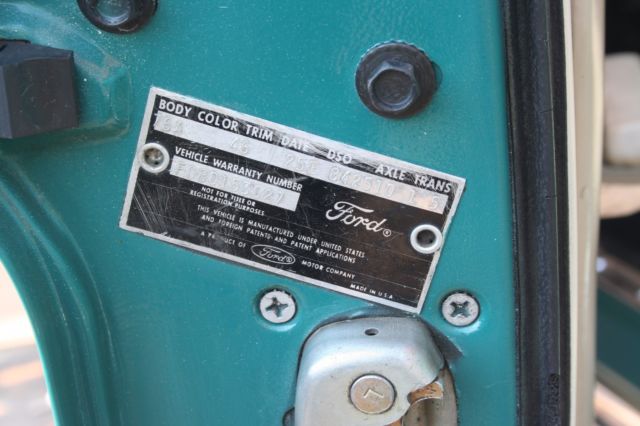 BODY COLOR TRIM DATE DSO AXLE TRANS
VEHICLE WARRANTY NUMBER
NOT FOR TITLE OR
REGISTRATION PURPOSES
Ford®
THIS VEHICLE IS MANUFACTURED UNDER UNITED STATES
AND FOREIGN PATENTS AND PATENT APPLICATIONS
A PRODUCT OF Ford® MOTOR COMPANY
MADE IN U.S.A.